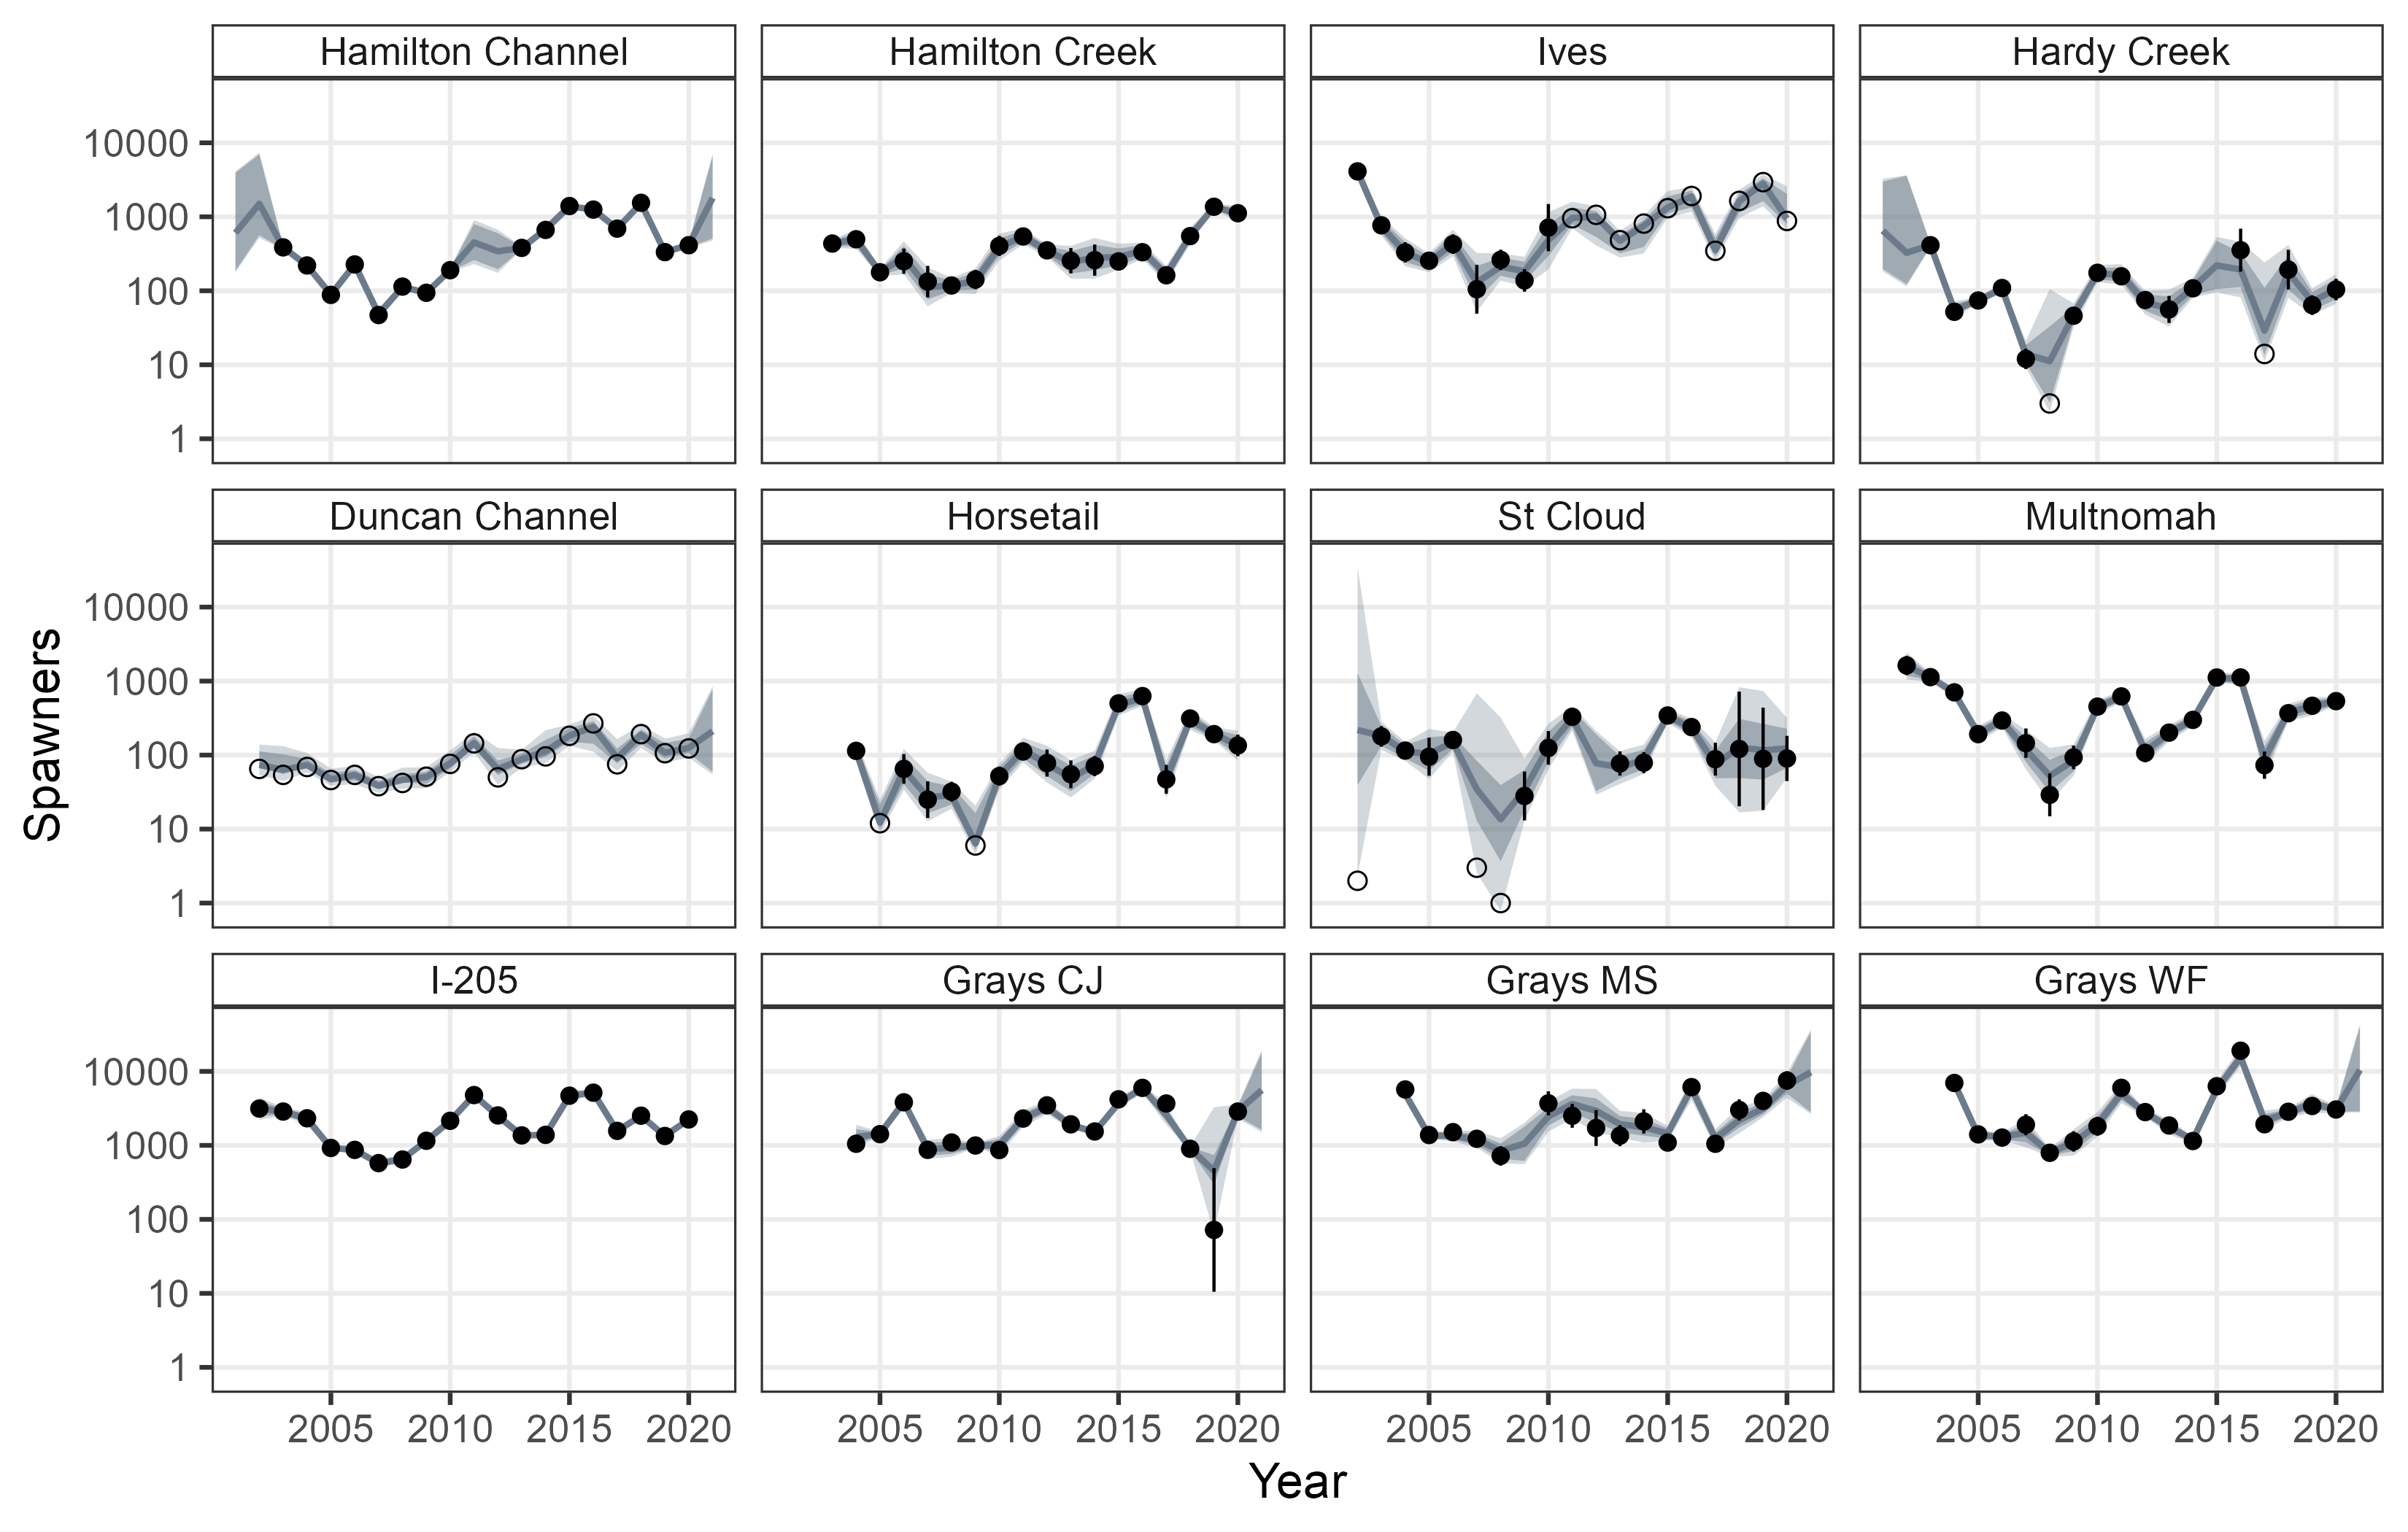 Hamilton Channel Hamilton Creek Ives Hardy Creek
10000
1000
100
10
1
Duncan Channel Horsetail St Cloud Multnomah
10000
1000
100
10
1
Spawners
I-205 Grays CJ Grays MS Grays WF
10000
1000
100
10
1
2005 2010 2015 2020 2005 2010 2015 2020 2005 2010 2015 2020 2005 2010 2015 2020
Year